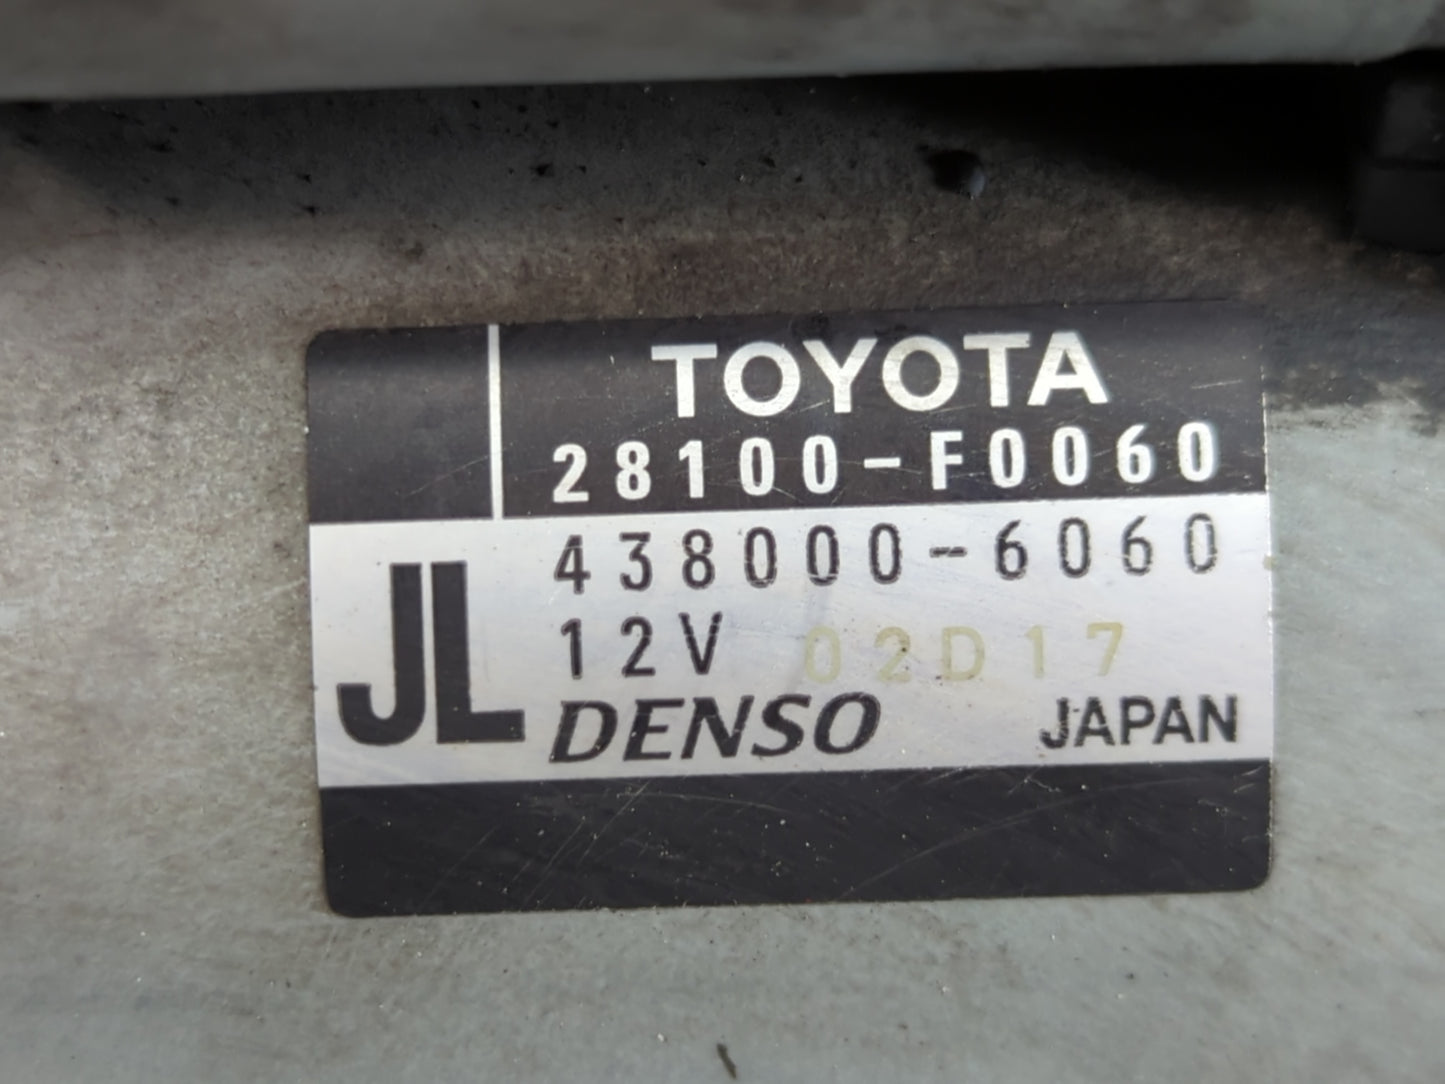 TOYOTA
28100-F0060
438000-6060
12V 02D17
JL
DENSO JAPAN